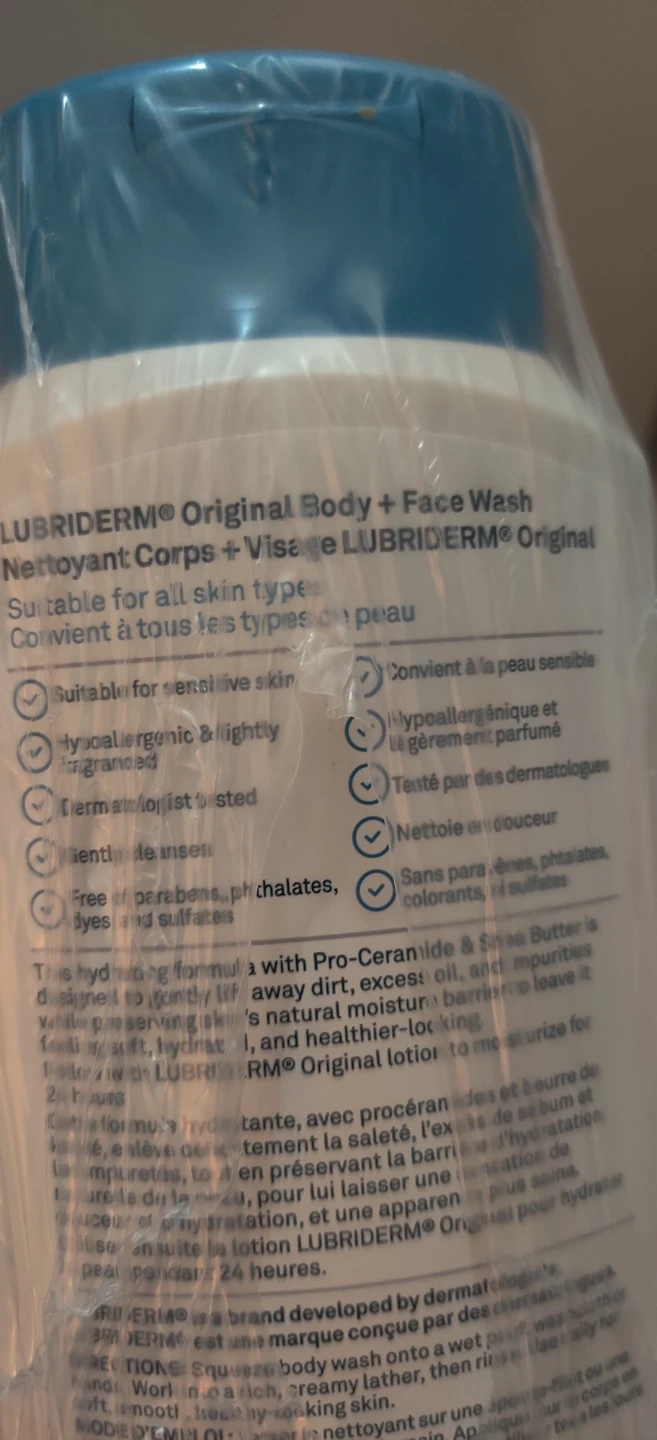 LUBRIDERM® Original Body + Face Wash
Nettoyant Corps + Visage LUBRIDERM® Original
Suitable for all skin types
Convient à tous les types de peau
Suitable for sensitive skin
Hypoallergenic & lightly
fragranced
Dermatologist tested
Gently cleanses
Free of parabens, phthalates,
dyes and sulfates
Convient à la peau sensible
Hypoallergénique et
légèrement parfumé
Testé par des dermatologues
Nettoie en douceur
Sans parabènes, phtalates,
colorants, ni sulfates
This hydrating formula with Pro-Ceramide & Shea Butter is
designed to gently lift away dirt, excess oil, and impurities
while preserving skin's natural moisture barrier to leave it
feeling soft, hydrated, and healthier-looking.
Follow with LUBRIDERM® Original lotion to moisturize for
24 hours
Cette formule hydratante, avec procéramides et beurre de
karité, enlève délicatement la saleté, l'excès de sébum et
les impuretés, tout en préservant la barrière d'hydratation
naturelle de la peau, pour lui laisser une sensation de
douceur et d'hydratation, et une apparence plus saine.
ensuite la lotion LUBRIDERM® Original pour hydrater
peau pendant 24 heures.
LUBRIDERM® is a brand developed by dermatologists.
LUBRIDERM® est une marque conçue par des dermatologues.
DIRECTIONS: Squeeze body wash onto a wet
hands. Work into a rich, creamy lather, then rinse. Use daily for
soft, smooth, healthy-looking skin.
MODE D'EMPLOI: le nettoyant sur une ou une